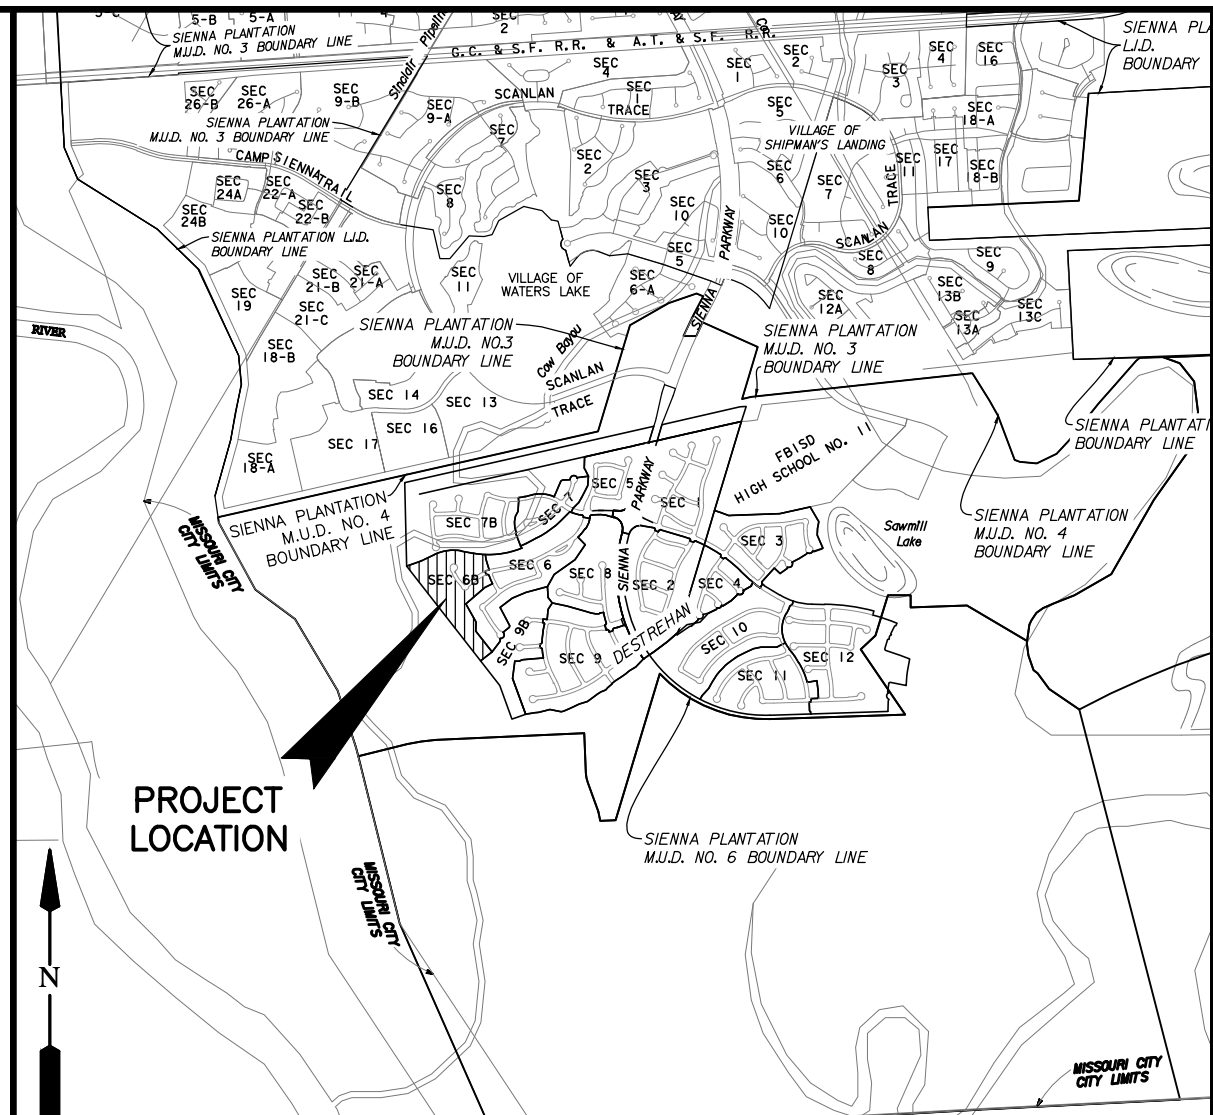 5-B
5-A
SEC
2
SIENNA PLANTATION
M.U.D. NO. 3 BOUNDARY LINE
Sinclair Pipeline
G.C. & S.F. R.R. & A.T. & S.F. R.R.
SIENNA PLA
L.I.D.
BOUNDARY
SEC
26-B
SEC
26-A
SEC
9-B
SEC
9-A
SEC
4
SEC
1
SEC
1
SEC
2
SEC
3
SEC
4
SEC
16
SCANLAN
TRACE
SEC
5
SEC
18-A
SIENNA PLANTATION
M.U.D. NO. 3 BOUNDARY LINE
SEC
7
VILLAGE OF
SHIPMAN'S LANDING
CAMP SIENNA TRAIL
SEC
2
SEC
3
SEC
6
SEC
7
SEC
11
SEC
17
SEC
18-B
SEC
24A
SEC
22-A
SEC
22-B
SEC
24B
SEC
8
SEC
10
SEC
10
PARKWAY
SCANLAN
TRACE
SIENNA PLANTATION L.I.D.
BOUNDARY LINE
SEC
5
SEC
8
SEC
9
SEC
21-B
SEC
21-A
SEC
11
VILLAGE OF
WATERS LAKE
SEC
6-A
SEC
19
SEC
21-C
SIENNA
SEC
12A
SEC
13B
SEC
13A
SEC
13C
RIVER
SEC
18-B
SIENNA PLANTATION
M.U.D. NO.3
BOUNDARY LINE
Cow Bayou
SIENNA PLANTATION
M.U.D. NO. 3
BOUNDARY LINE
SCANLAN
TRACE
SEC 14
SEC 13
SEC 16
SEC 17
SEC
18-A
FBISD
HIGH SCHOOL NO. 11
SIENNA PLANTATI
BOUNDARY LINE
SIENNA PLANTATION
M.U.D. NO. 4
BOUNDARY LINE
MISSOURI CITY
CITY LIMITS
SEC 5
PARKWAY
SEC 1
SEC 7B
SEC 7
SEC 3
Sawmill
Lake
SIENNA PLANTATION
M.U.D. NO. 4
BOUNDARY LINE
SEC 6B
SEC 6
SEC 8
SIENNA
SEC 2
SEC 4
SEC 9B
SEC 9
DESTREHAN
SEC 10
SEC 11
SEC 12
PROJECT
LOCATION
SIENNA PLANTATION
M.U.D. NO. 6 BOUNDARY LINE
MISSOURI CITY
CITY LIMITS
N
MISSOURI CITY
CITY LIMITS